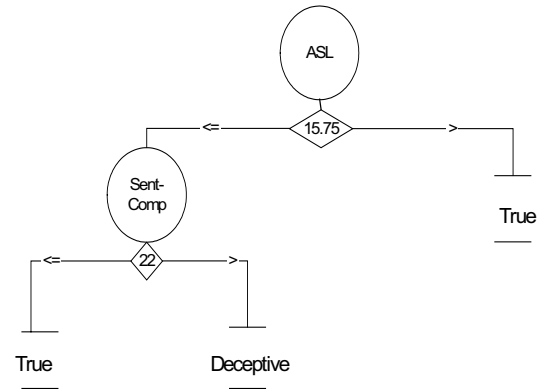 ASL
15.75
<=
>
Sent-
Comp
True
22
<=
>
True
Deceptive